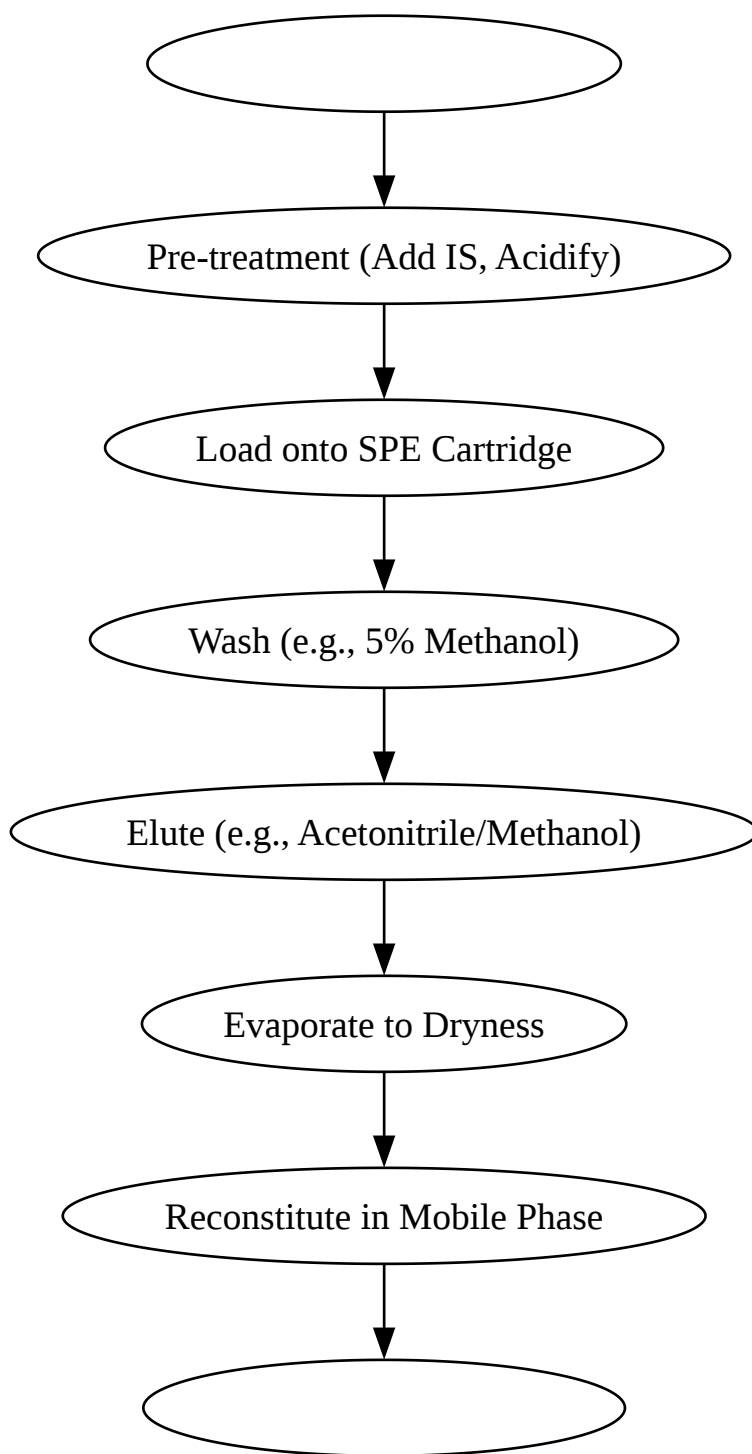 Pre-treatment (Add IS, Acidify)
Load onto SPE Cartridge
Wash (e.g., 5% Methanol)
Elute (e.g., Acetonitrile/Methanol)
Evaporate to Dryness
Reconstitute in Mobile Phase